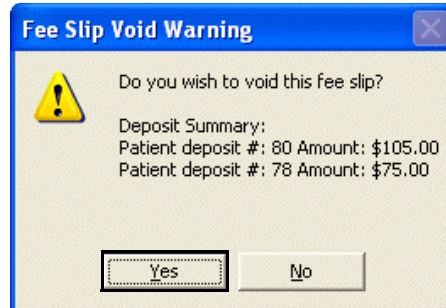 Fee Slip Void Warning
Do you wish to void this fee slip?
Deposit Summary:
Patient deposit #: 80 Amount: $105.00
Patient deposit #: 78 Amount: $75.00
Yes
No